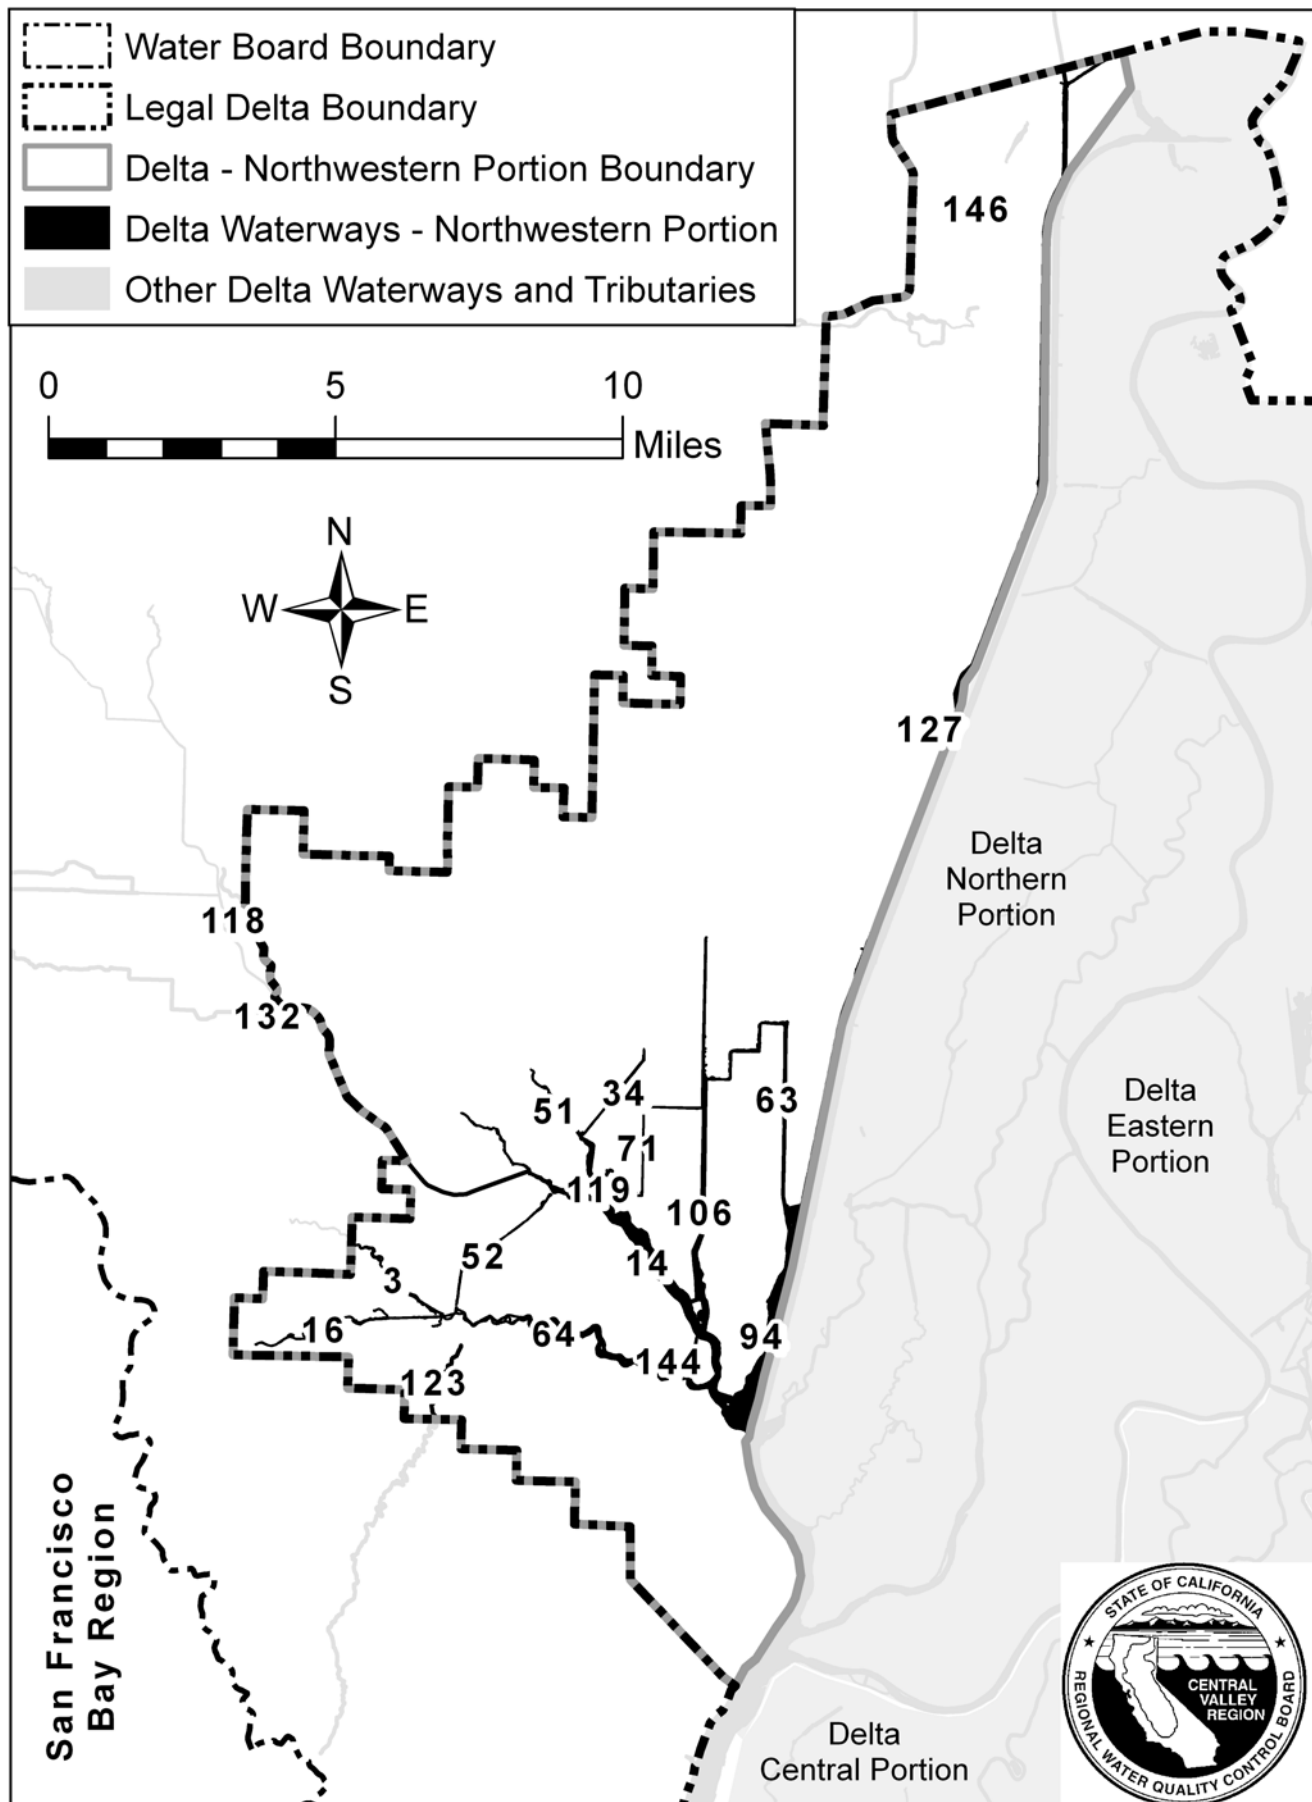 Water Board Boundary
Legal Delta Boundary
Delta - Northwestern Portion Boundary
Delta Waterways - Northwestern Portion
Other Delta Waterways and Tributaries
0 5 10
Miles
N
W E
S
146
127
Delta
Northern
Portion
118
132
Delta
Eastern
Portion
51
34
63
71
119
106
52
14
3
16
64
144
94
123
San Francisco
Bay Region
Delta
Central Portion
STATE OF CALIFORNIA
CENTRAL
VALLEY
REGION
REGIONAL WATER QUALITY CONTROL BOARD